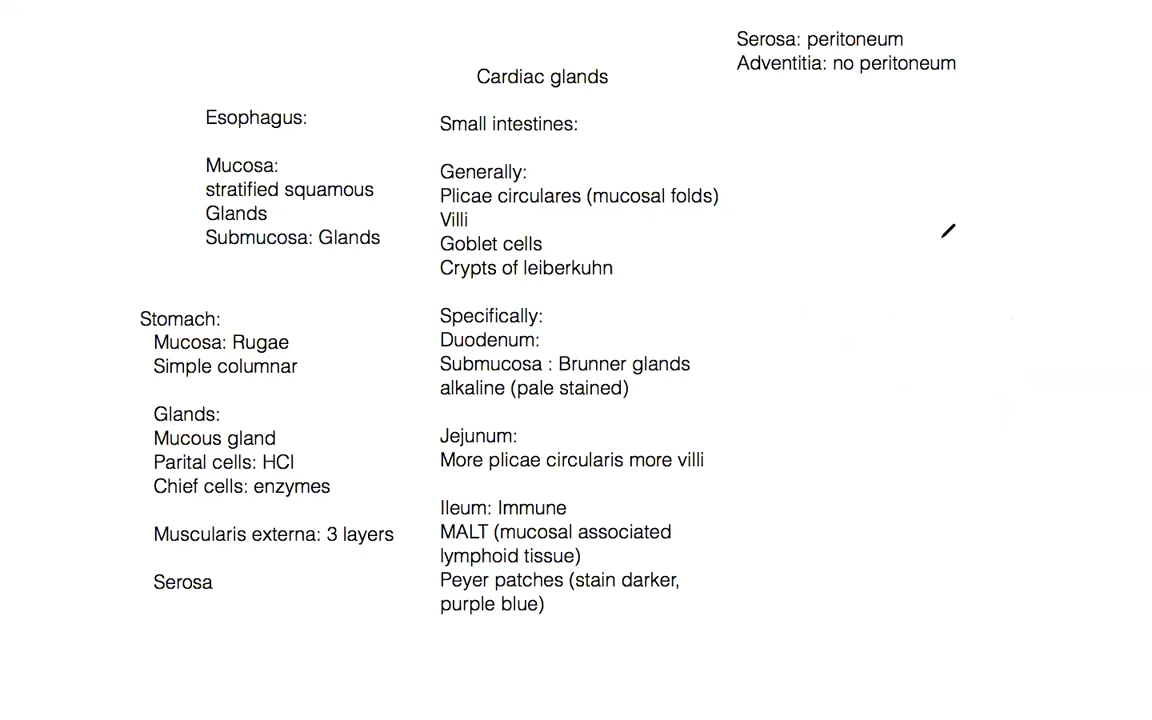 Serosa: peritoneum
Adventitia: no peritoneum
Cardiac glands
Esophagus:
Mucosa:
stratified squamous
Glands
Submucosa: Glands
Stomach:
Mucosa: Rugae
Simple columnar
Glands:
Mucous gland
Parital cells: HCl
Chief cells: enzymes
Muscularis externa: 3 layers
Serosa
Small intestines:
Generally:
Plicae circulares (mucosal folds)
Villi
Goblet cells
Crypts of leiberkuhn
Specifically:
Duodenum:
Submucosa : Brunner glands
alkaline (pale stained)
Jejunum:
More plicae circularis more villi
Ileum: Immune
MALT (mucosal associated
lymphoid tissue)
Peyer patches (stain darker,
purple blue)